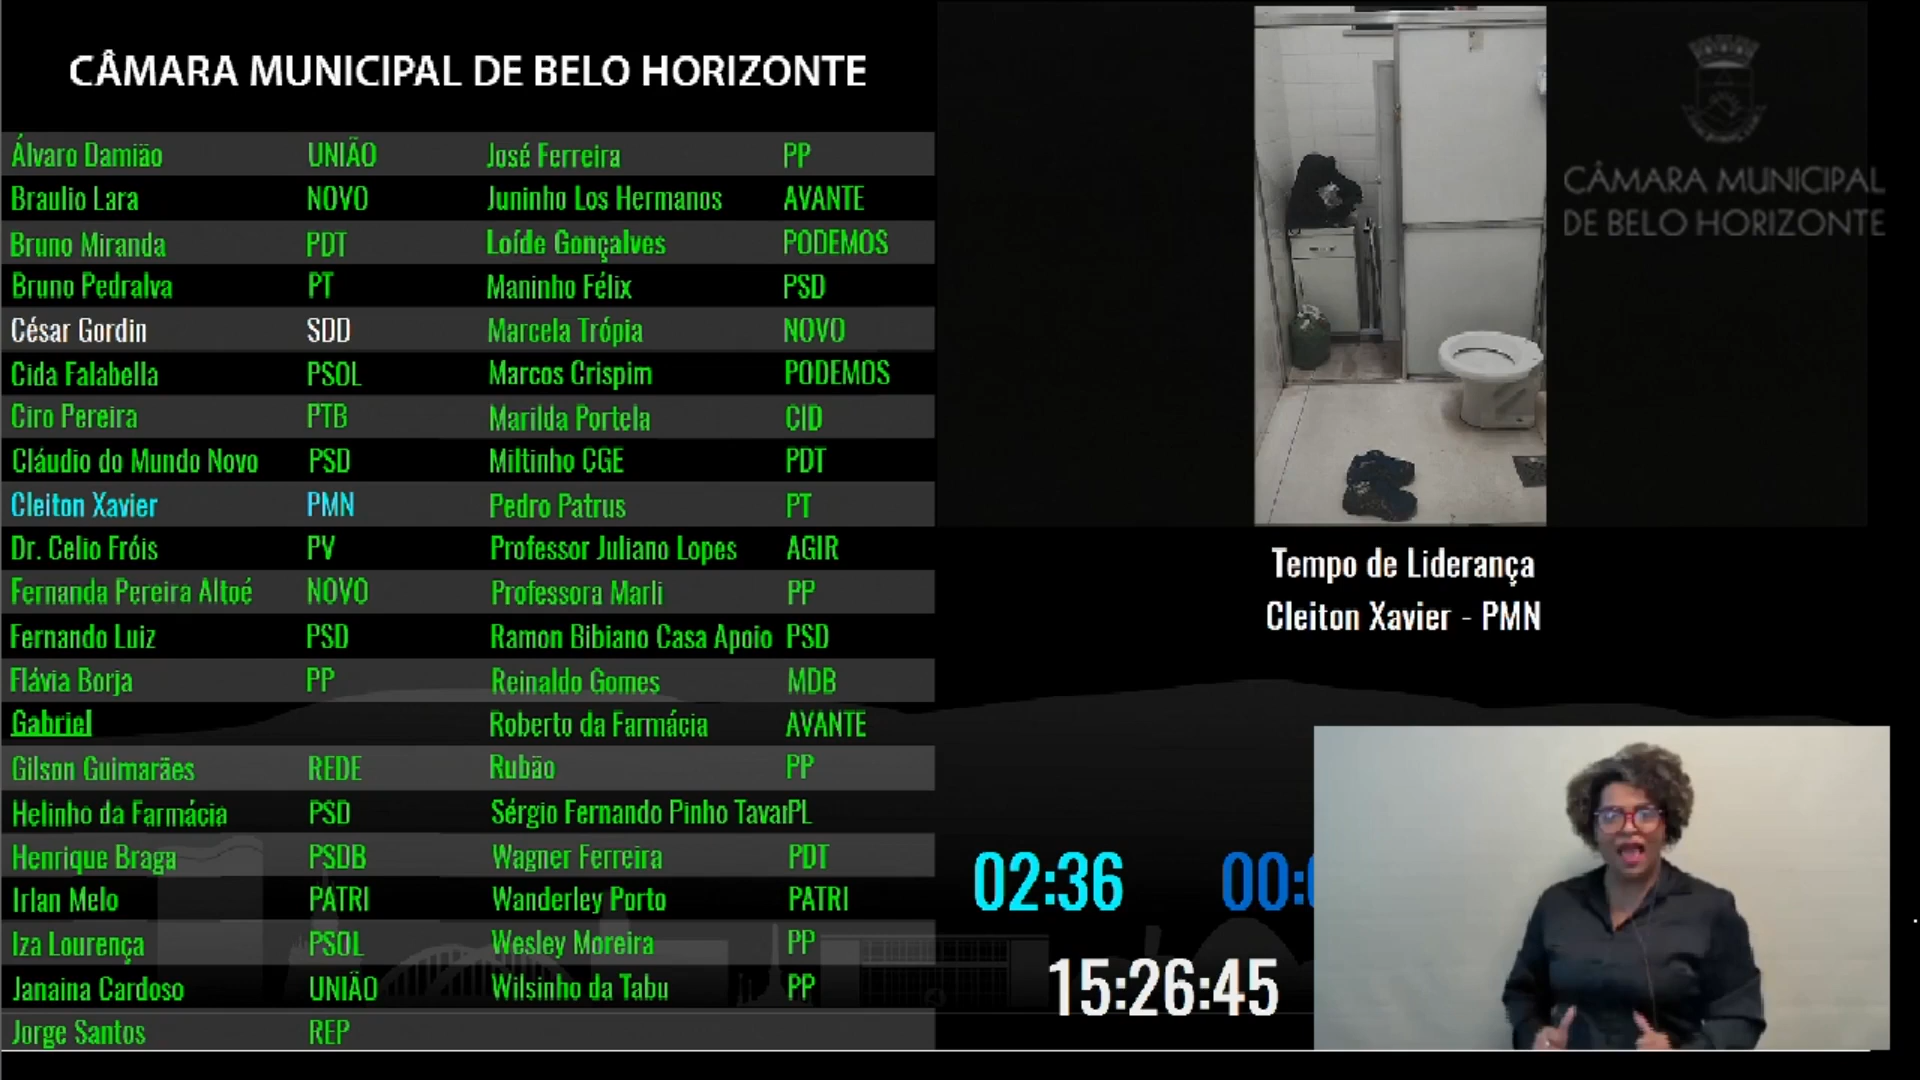 CÂMARA MUNICIPAL DE BELO HORIZONTE
Álvaro Damião UNIÃO José Ferreira PP
Braulio Lara NOVO Juninho Los Hermanos AVANTE
Bruno Miranda PDT Loíde Gonçalves PODEMOS
Bruno Pedralva PT Maninho Félix PSD
César Gordin SDD Marcela Trópia NOVO
Cida Falabella PSOL Marcos Crispim PODEMOS
Ciro Pereira PTB Marilda Portela CID
Cláudio do Mundo Novo PSD Miltinho CGE PDT
Cleiton Xavier PMN Pedro Patrus PT
Dr. Celio Fróis PV Professor Juliano Lopes AGIR
Fernanda Pereira Altoé NOVO Professora Marli PP
Fernando Luiz PSD Ramon Bibiano Casa Apoio PSD
Flávia Borja PP Reinaldo Gomes MDB
Gabriel Roberto da Farmácia AVANTE
Gilson Guimarães REDE Rubão PP
Helinho da Farmácia PSD Sérgio Fernando Pinho Tavar PL
Henrique Braga PSDB Wagner Ferreira PDT
Irlan Melo PATRI Wanderley Porto PATRI
Iza Lourença PSOL Wesley Moreira PP
Janaina Cardoso UNIÃO Wilsinho da Tabu PP
Jorge Santos REP
CÂMARA MUNICIPAL
DE BELO HORIZONTE
Tempo de Liderança
Cleiton Xavier - PMN
02:36 00:
15:26:45